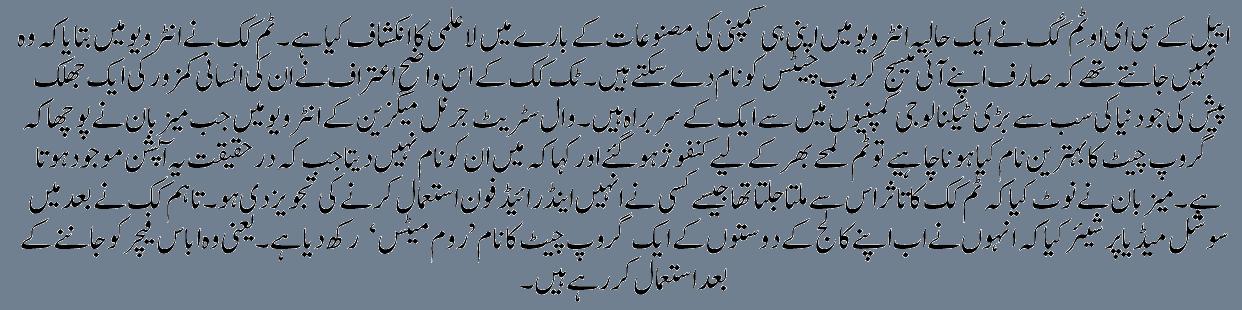 ایپل کے سی ای او ٹم کک نے ایک حالیہ انٹرویو میں اپنی ہی کمپنی کی مصنوعات کے بارے میں لاعلمی کا انکشاف کیا ہے۔ ٹم کک نے انٹرویو میں بتایا کہ وہ
نہیں جانتے تھے کہ صارف اپنے آئی میسج گروپ چیٹس کو نام دے سکتے ہیں۔ ٹک کک کے اس واضح اعتراف نے ان کی انسانی کمزور کی ایک جھلک
پیش کی جو دنیا کی سب سے بڑی ٹیکنالوجی کمپنیوں میں سے ایک کے سربراہ ہیں۔ وال سٹریٹ جرنل میگزین کے انٹرویو میں جب میزبان نے پوچھا کہ
گروپ چیٹ کا بہترین نام کیا ہونا چاہیے تو ٹم لمحے بھر کے لیے کنفوژ ہو گئے اور کہا کہ میں ان کو نام نہیں دیتا جب کہ در حقیقت یہ آپشن موجود ہوتا
ہے۔ میزبان نے نوٹ کیا کہ ٹم کک کا تاثر اس سے ملتا جلتا تھا جیسے کسی نے انہیں اینڈرائیڈ فون استعمال کرنے کی تجویز دی ہو۔ تاہم کک نے بعد میں
سوشل میڈیا پر شیئر کیا کہ انہوں نے اب اپنے کالج کے دوستوں کے ایک گروپ چیٹ کا نام ’روم میٹس‘ رکھ دیا ہے۔ یعنی وہ اباس فیچر کو جاننے کے
بعد استعمال کر رہے ہیں۔